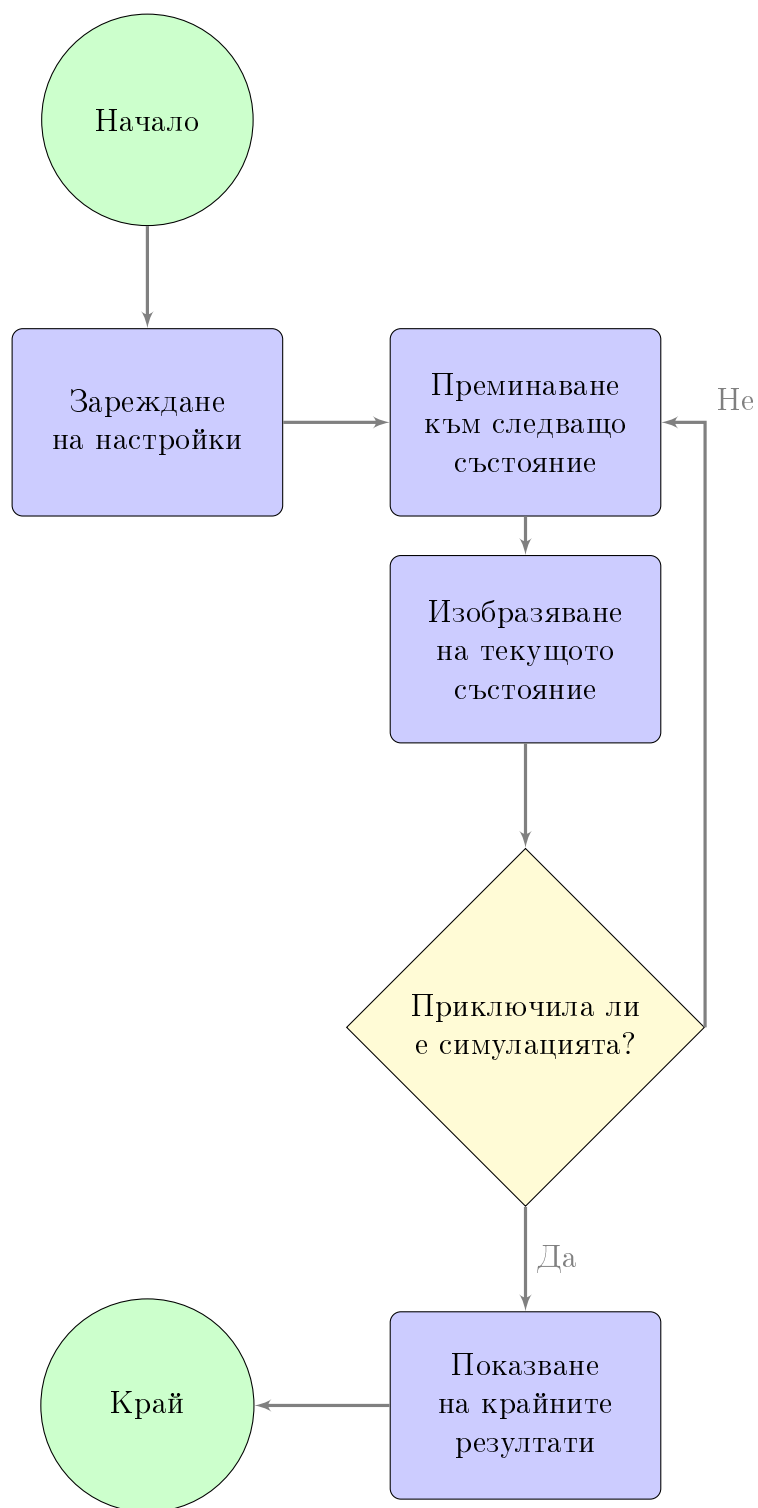 Начало
Зареждане
на настройки
Преминаване
към следващо
състояние
Не
Изобразяване
на текущото
състояние
Приключила ли
е симулацията?
Да
Показване
на крайните
резултати
Край